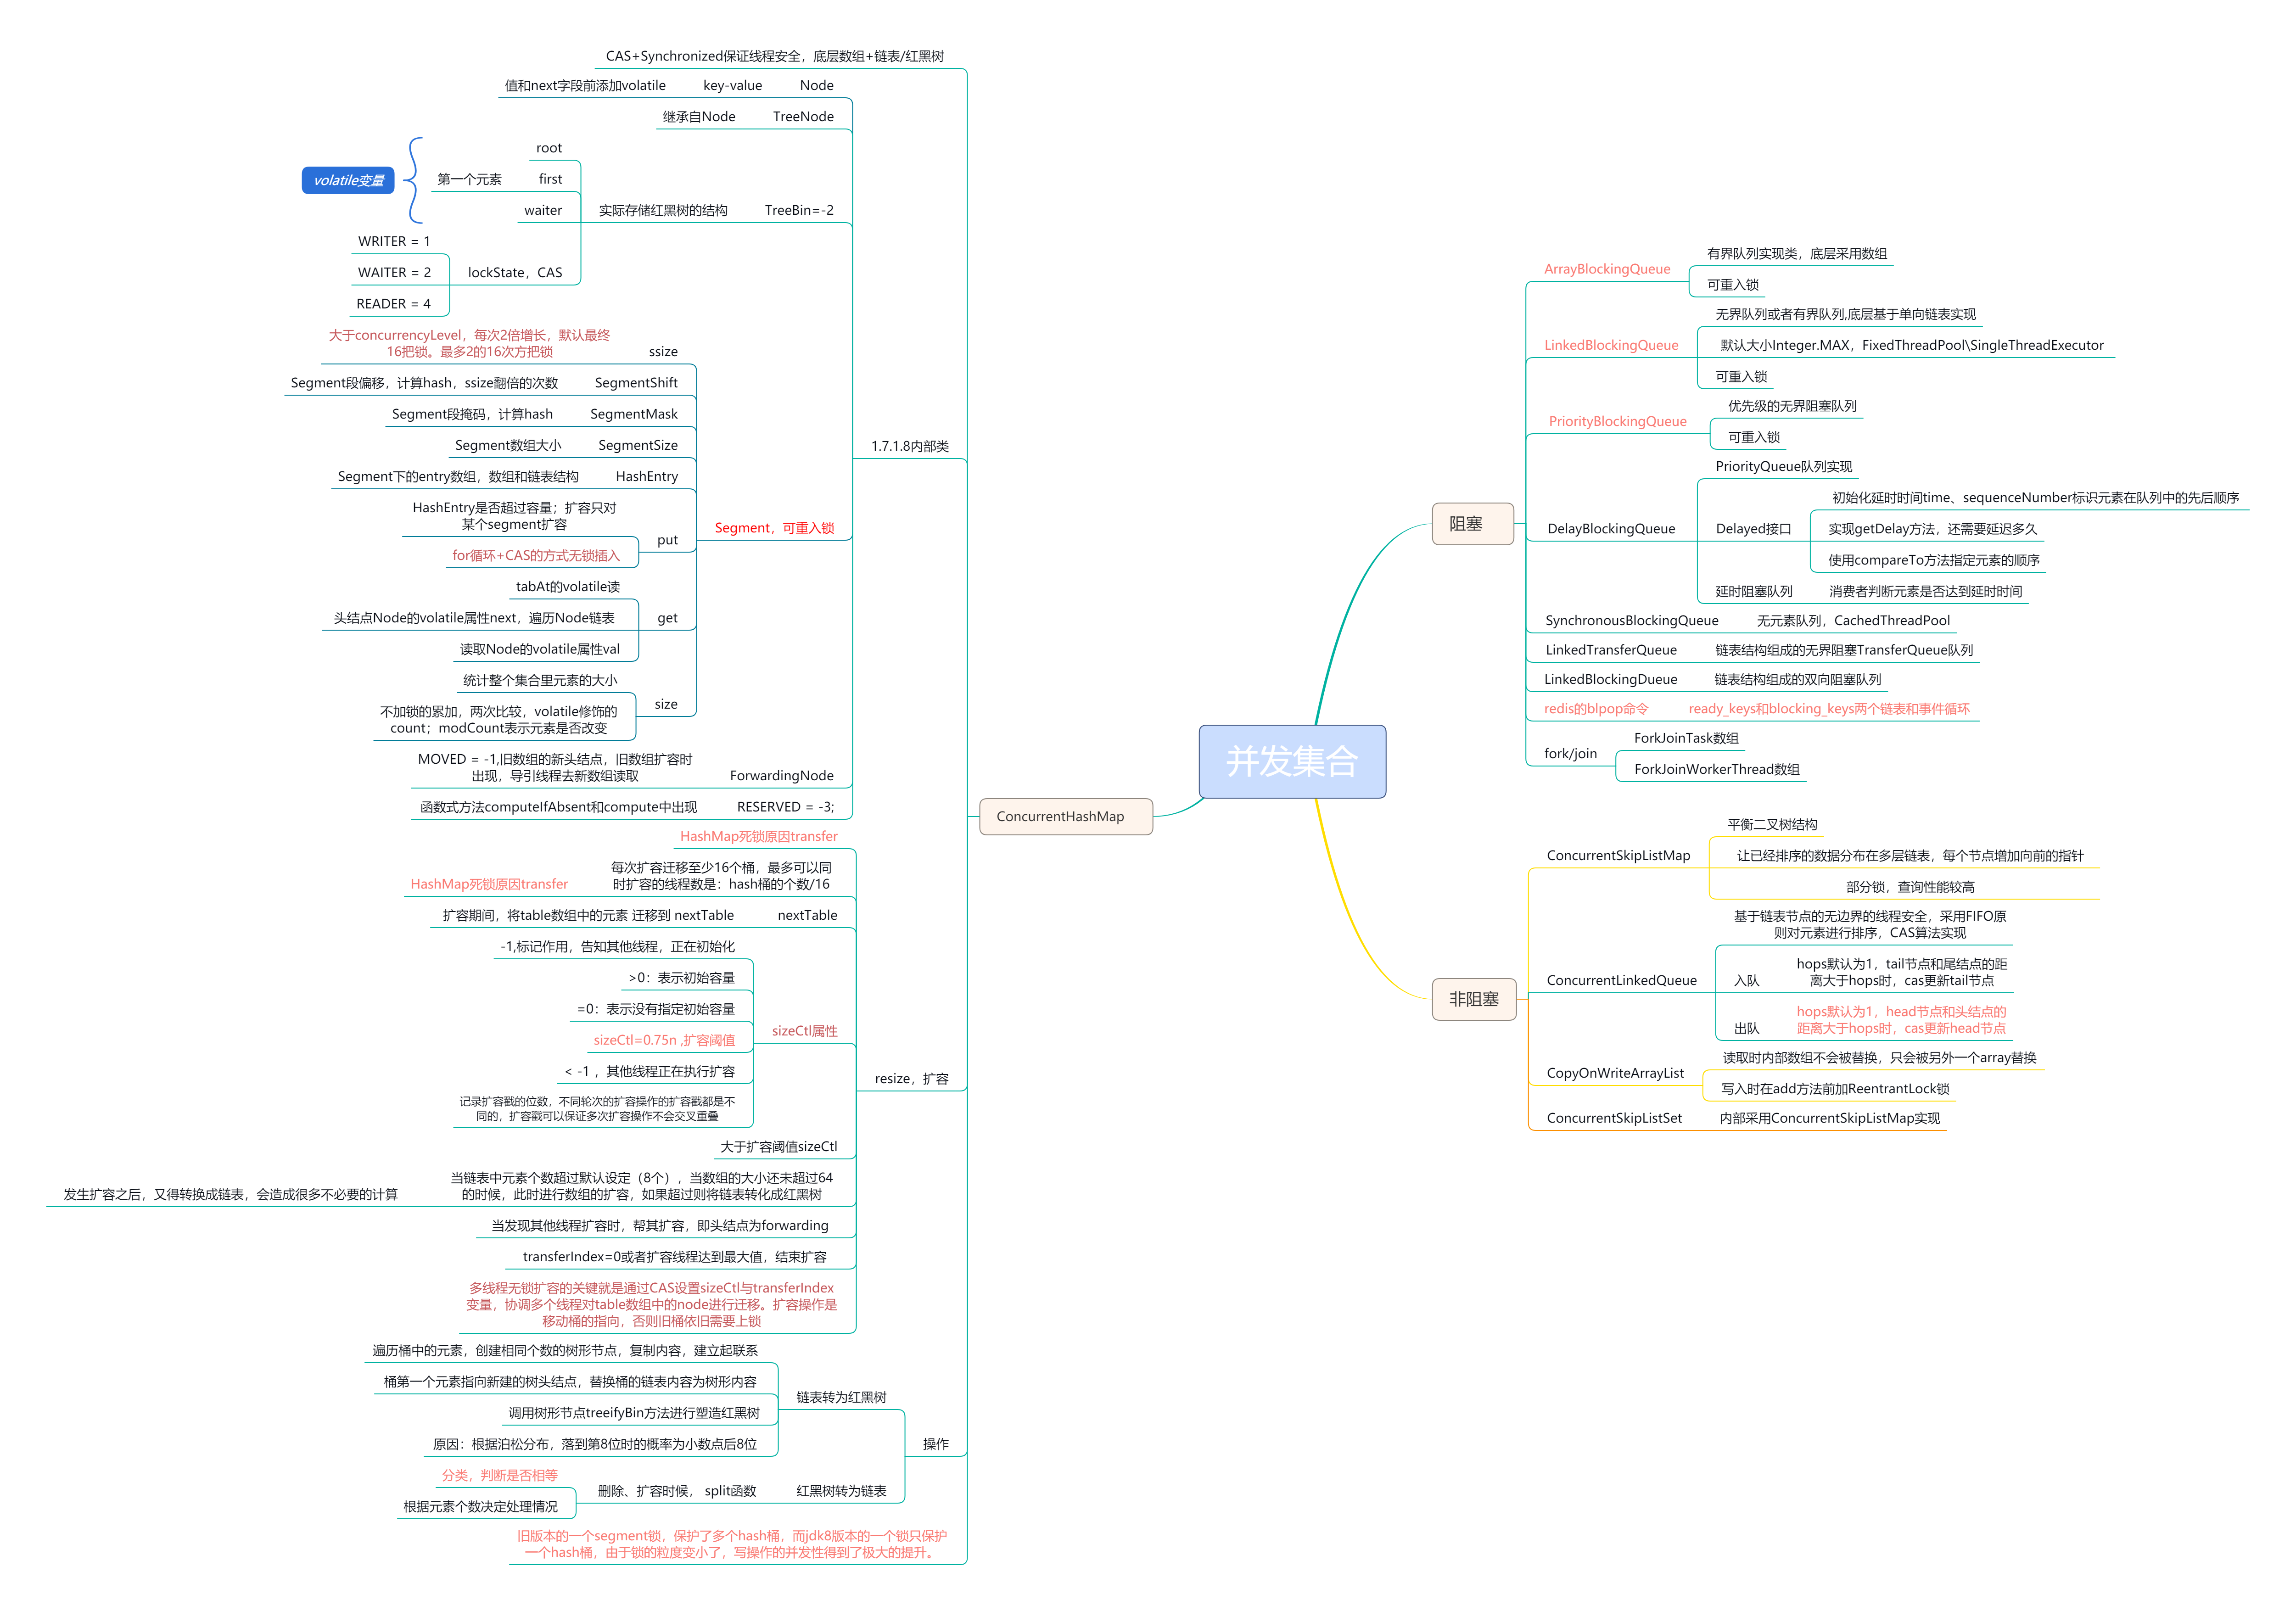 并发集合
ConcurrentHashMap
CAS+Synchronized保证线程安全，底层数组+链表/红黑树
1.7.1.8内部类
Node
key-value
值和next字段前添加volatile
TreeNode
继承自Node
TreeBin=-2
实际存储红黑树的结构
root
first
第一个元素
waiter
volatile变量
lockState，CAS
WRITER = 1
WAITER = 2
READER = 4
Segment，可重入锁
ssize
大于concurrencyLevel，每次2倍增长，默认最终
16把锁。最多2的16次方把锁
SegmentShift
Segment段偏移，计算hash，ssize翻倍的次数
SegmentMask
Segment段掩码，计算hash
SegmentSize
Segment数组大小
HashEntry
Segment下的entry数组，数组和链表结构
put
HashEntry是否超过容量；扩容只对
某个segment扩容
for循环+CAS的方式无锁插入
get
tabAt的volatile读
头结点Node的volatile属性next，遍历Node链表
读取Node的volatile属性val
size
统计整个集合里元素的大小
不加锁的累加，两次比较，volatile修饰的
count；modCount表示元素是否改变
ForwardingNode
MOVED = -1,旧数组的新头结点，旧数组扩容时
出现，导引线程去新数组读取
RESERVED = -3;
函数式方法computeIfAbsent和compute中出现
resize，扩容
HashMap死锁原因transfer
每次扩容迁移至少16个桶，最多可以同
时扩容的线程数是：hash桶的个数/16
HashMap死锁原因transfer
nextTable
扩容期间，将table数组中的元素 迁移到 nextTable
sizeCtl属性
-1,标记作用，告知其他线程，正在初始化
>0：表示初始容量
=0：表示没有指定初始容量
sizeCtl=0.75n ,扩容阈值
< -1 ，其他线程正在执行扩容
记录扩容戳的位数，不同轮次的扩容操作的扩容戳都是不
同的，扩容戳可以保证多次扩容操作不会交叉重叠
大于扩容阈值sizeCtl
当链表中元素个数超过默认设定（8个），当数组的大小还未超过64
的时候，此时进行数组的扩容，如果超过则将链表转化成红黑树
发生扩容之后，又得转换成链表，会造成很多不必要的计算
当发现其他线程扩容时，帮其扩容，即头结点为forwarding
transferIndex=0或者扩容线程达到最大值，结束扩容
多线程无锁扩容的关键就是通过CAS设置sizeCtl与transferIndex
变量，协调多个线程对table数组中的node进行迁移。扩容操作是
移动桶的指向，否则旧桶依旧需要上锁
操作
链表转为红黑树
遍历桶中的元素，创建相同个数的树形节点，复制内容，建立起联系
桶第一个元素指向新建的树头结点，替换桶的链表内容为树形内容
调用树形节点treeifyBin方法进行塑造红黑树
原因：根据泊松分布，落到第8位时的概率为小数点后8位
红黑树转为链表
删除、扩容时候， split函数
分类，判断是否相等
根据元素个数决定处理情况
旧版本的一个segment锁，保护了多个hash桶，而jdk8版本的一个锁只保护
一个hash桶，由于锁的粒度变小了，写操作的并发性得到了极大的提升。
阻塞
ArrayBlockingQueue
有界队列实现类，底层采用数组
可重入锁
LinkedBlockingQueue
无界队列或者有界队列,底层基于单向链表实现
默认大小Integer.MAX，FixedThreadPool\SingleThreadExecutor
可重入锁
PriorityBlockingQueue
优先级的无界阻塞队列
可重入锁
DelayBlockingQueue
PriorityQueue队列实现
Delayed接口
初始化延时时间time、sequenceNumber标识元素在队列中的先后顺序
实现getDelay方法，还需要延迟多久
使用compareTo方法指定元素的顺序
延时阻塞队列
消费者判断元素是否达到延时时间
SynchronousBlockingQueue
无元素队列，CachedThreadPool
LinkedTransferQueue
链表结构组成的无界阻塞TransferQueue队列
LinkedBlockingDueue
链表结构组成的双向阻塞队列
redis的blpop命令
ready_keys和blocking_keys两个链表和事件循环
fork/join
ForkJoinTask数组
ForkJoinWorkerThread数组
非阻塞
ConcurrentSkipListMap
平衡二叉树结构
让已经排序的数据分布在多层链表，每个节点增加向前的指针
部分锁，查询性能较高
ConcurrentLinkedQueue
基于链表节点的无边界的线程安全，采用FIFO原
则对元素进行排序，CAS算法实现
入队
hops默认为1，tail节点和尾结点的距
离大于hops时，cas更新tail节点
出队
hops默认为1，head节点和头结点的
距离大于hops时，cas更新head节点
CopyOnWriteArrayList
读取时内部数组不会被替换，只会被另外一个array替换
写入时在add方法前加ReentrantLock锁
ConcurrentSkipListSet
内部采用ConcurrentSkipListMap实现